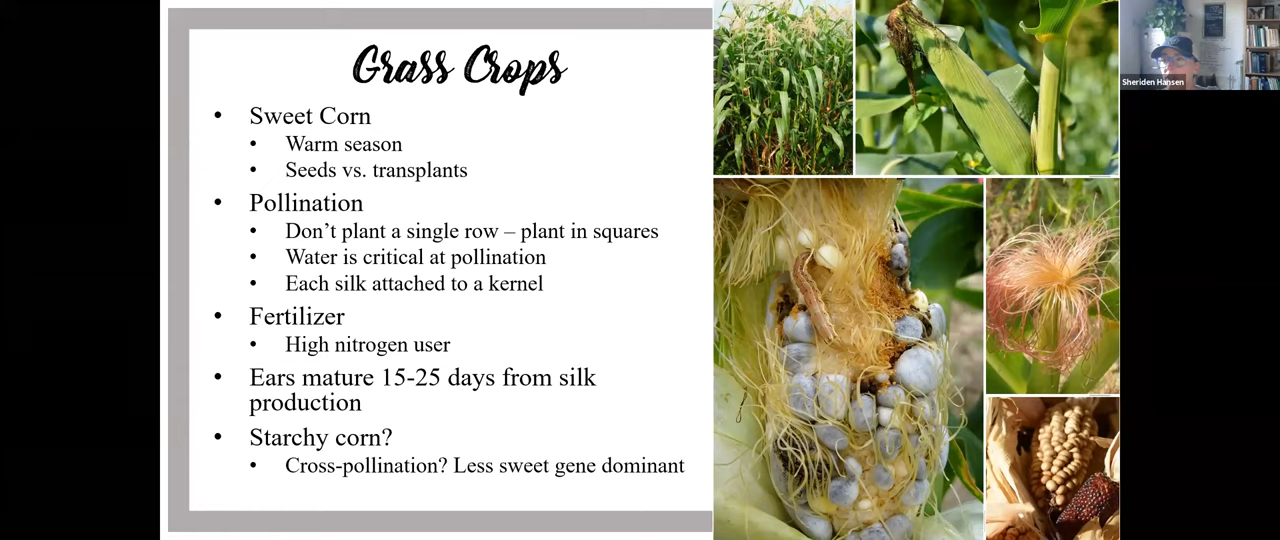 Grass Crops
• Sweet Corn
• Warm season
• Seeds vs. transplants
• Pollination
• Don't plant a single row – plant in squares
• Water is critical at pollination
• Each silk attached to a kernel
• Fertilizer
• High nitrogen user
• Ears mature 15-25 days from silk
production
• Starchy corn?
• Cross-pollination? Less sweet gene dominant
Sheriden Hansen